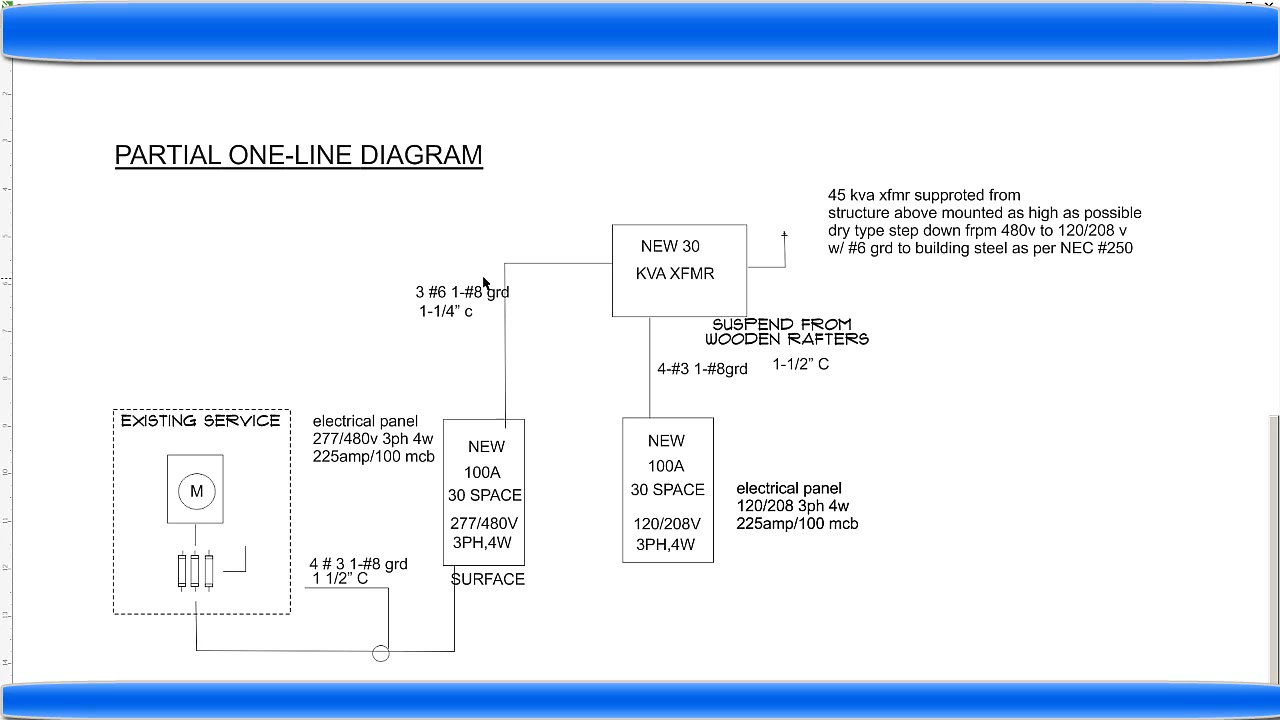 PARTIAL ONE-LINE DIAGRAM
45 kva xfmr supproted from
structure above mounted as high as possible
dry type step down frpm 480v to 120/208 v
w/ #6 grd to building steel as per NEC #250
NEW 30
KVA XFMR
3 #6 1-#8 grd
1-1/4” c
SUSPEND FROM
WOODEN RAFTERS
4-#3 1-#8grd
1-1/2” C
EXISTING SERVICE
M
electrical panel
277/480v 3ph 4w
225amp/100 mcb
NEW
100A
30 SPACE
277/480V
3PH,4W
SURFACE
NEW
100A
30 SPACE
120/208V
3PH,4W
electrical panel
120/208 3ph 4w
225amp/100 mcb
4 # 3 1-#8 grd
1 1/2” C